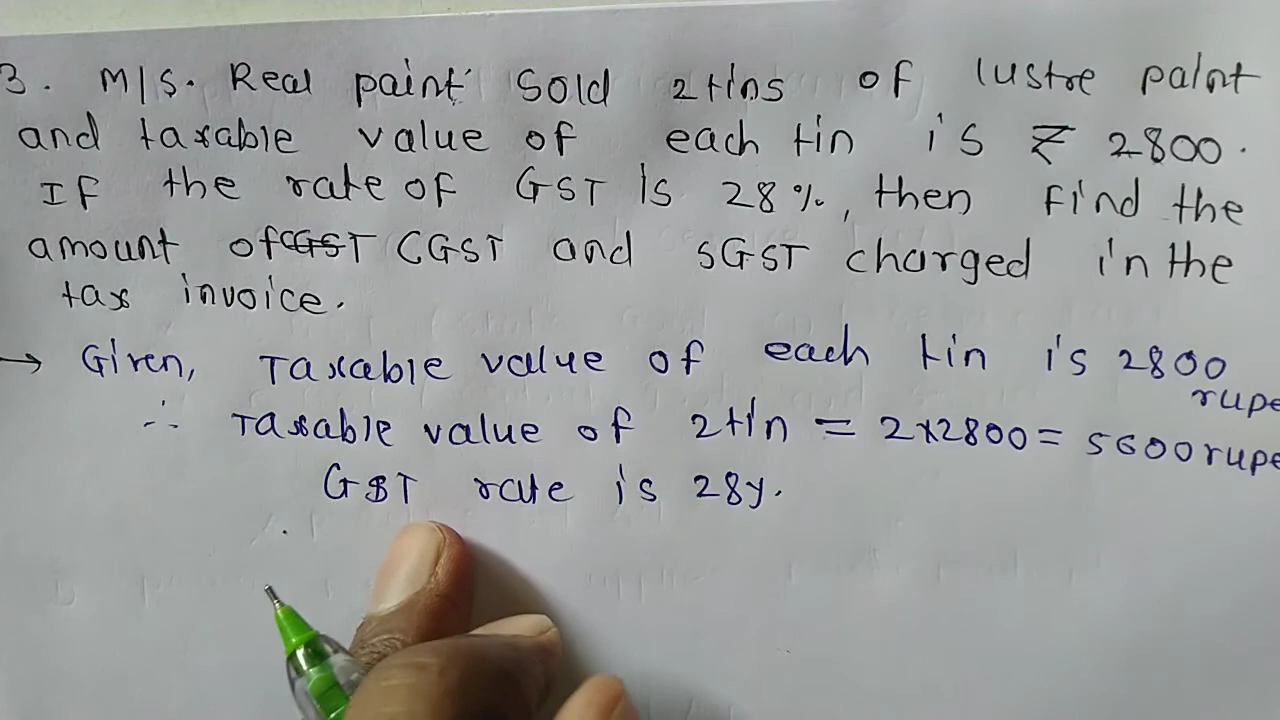 3. M/S. Real paint sold 2 tins of lustre paint
and taxable value of each tin is ₹ 2800.
If the rate of GST is 28%, then find the
amount of CGST and SGST charged in the
tax invoice.
→ Given, Taxable value of each tin is 2800
rupe
∴ Taxable value of 2 tin = 2×2800 = 5600 rupe
GST rate is 28%.